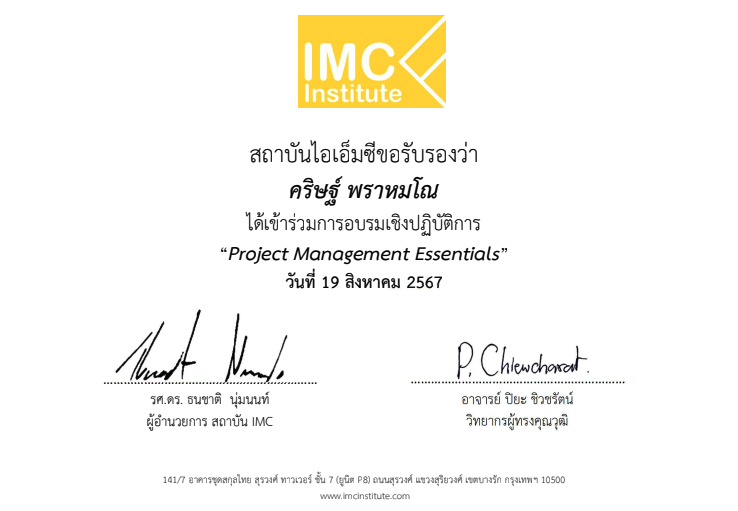 IMC
Institute
สถาบันไอเอ็มซีขอรับรองว่า
คริษฐ์ พราหมโณ
ได้เข้าร่วมการอบรมเชิงปฏิบัติการ
“Project Management Essentials”
วันที่ 19 สิงหาคม 2567
P. Chiewcharat.
รศ.ดร. ธนชาติ นุ่มนนท์
ผู้อำนวยการ สถาบัน IMC
อาจารย์ ปิยะ ชิวชรัตน์
วิทยากรผู้ทรงคุณวุฒิ
141/7 อาคารชุดสกุลไทย สุรวงศ์ ทาวเวอร์ ชั้น 7 (ยูนิต P8) ถนนสุรวงศ์ แขวงสุริยวงศ์ เขตบางรัก กรุงเทพฯ 10500
www.imcinstitute.com